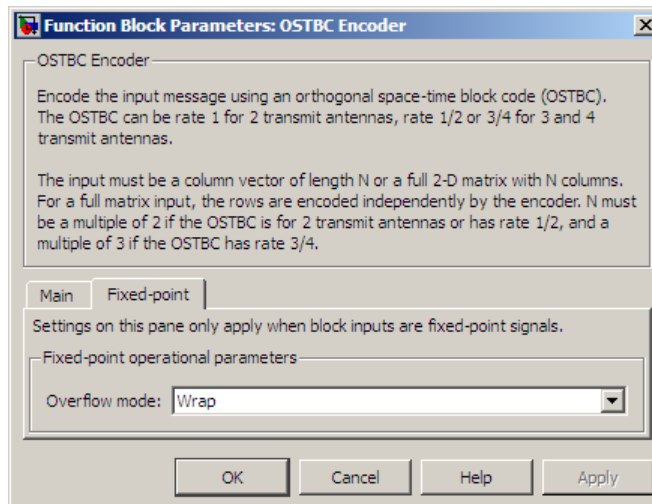 Function Block Parameters: OSTBC Encoder
OSTBC Encoder
Encode the input message using an orthogonal space-time block code (OSTBC).
The OSTBC can be rate 1 for 2 transmit antennas, rate 1/2 or 3/4 for 3 and 4
transmit antennas.
The input must be a column vector of length N or a full 2-D matrix with N columns.
For a full matrix input, the rows are encoded independently by the encoder. N must
be a multiple of 2 if the OSTBC is for 2 transmit antennas or has rate 1/2, and a
multiple of 3 if the OSTBC has rate 3/4.
Main Fixed-point
Settings on this pane only apply when block inputs are fixed-point signals.
Fixed-point operational parameters
Overflow mode: Wrap
OK Cancel Help Apply